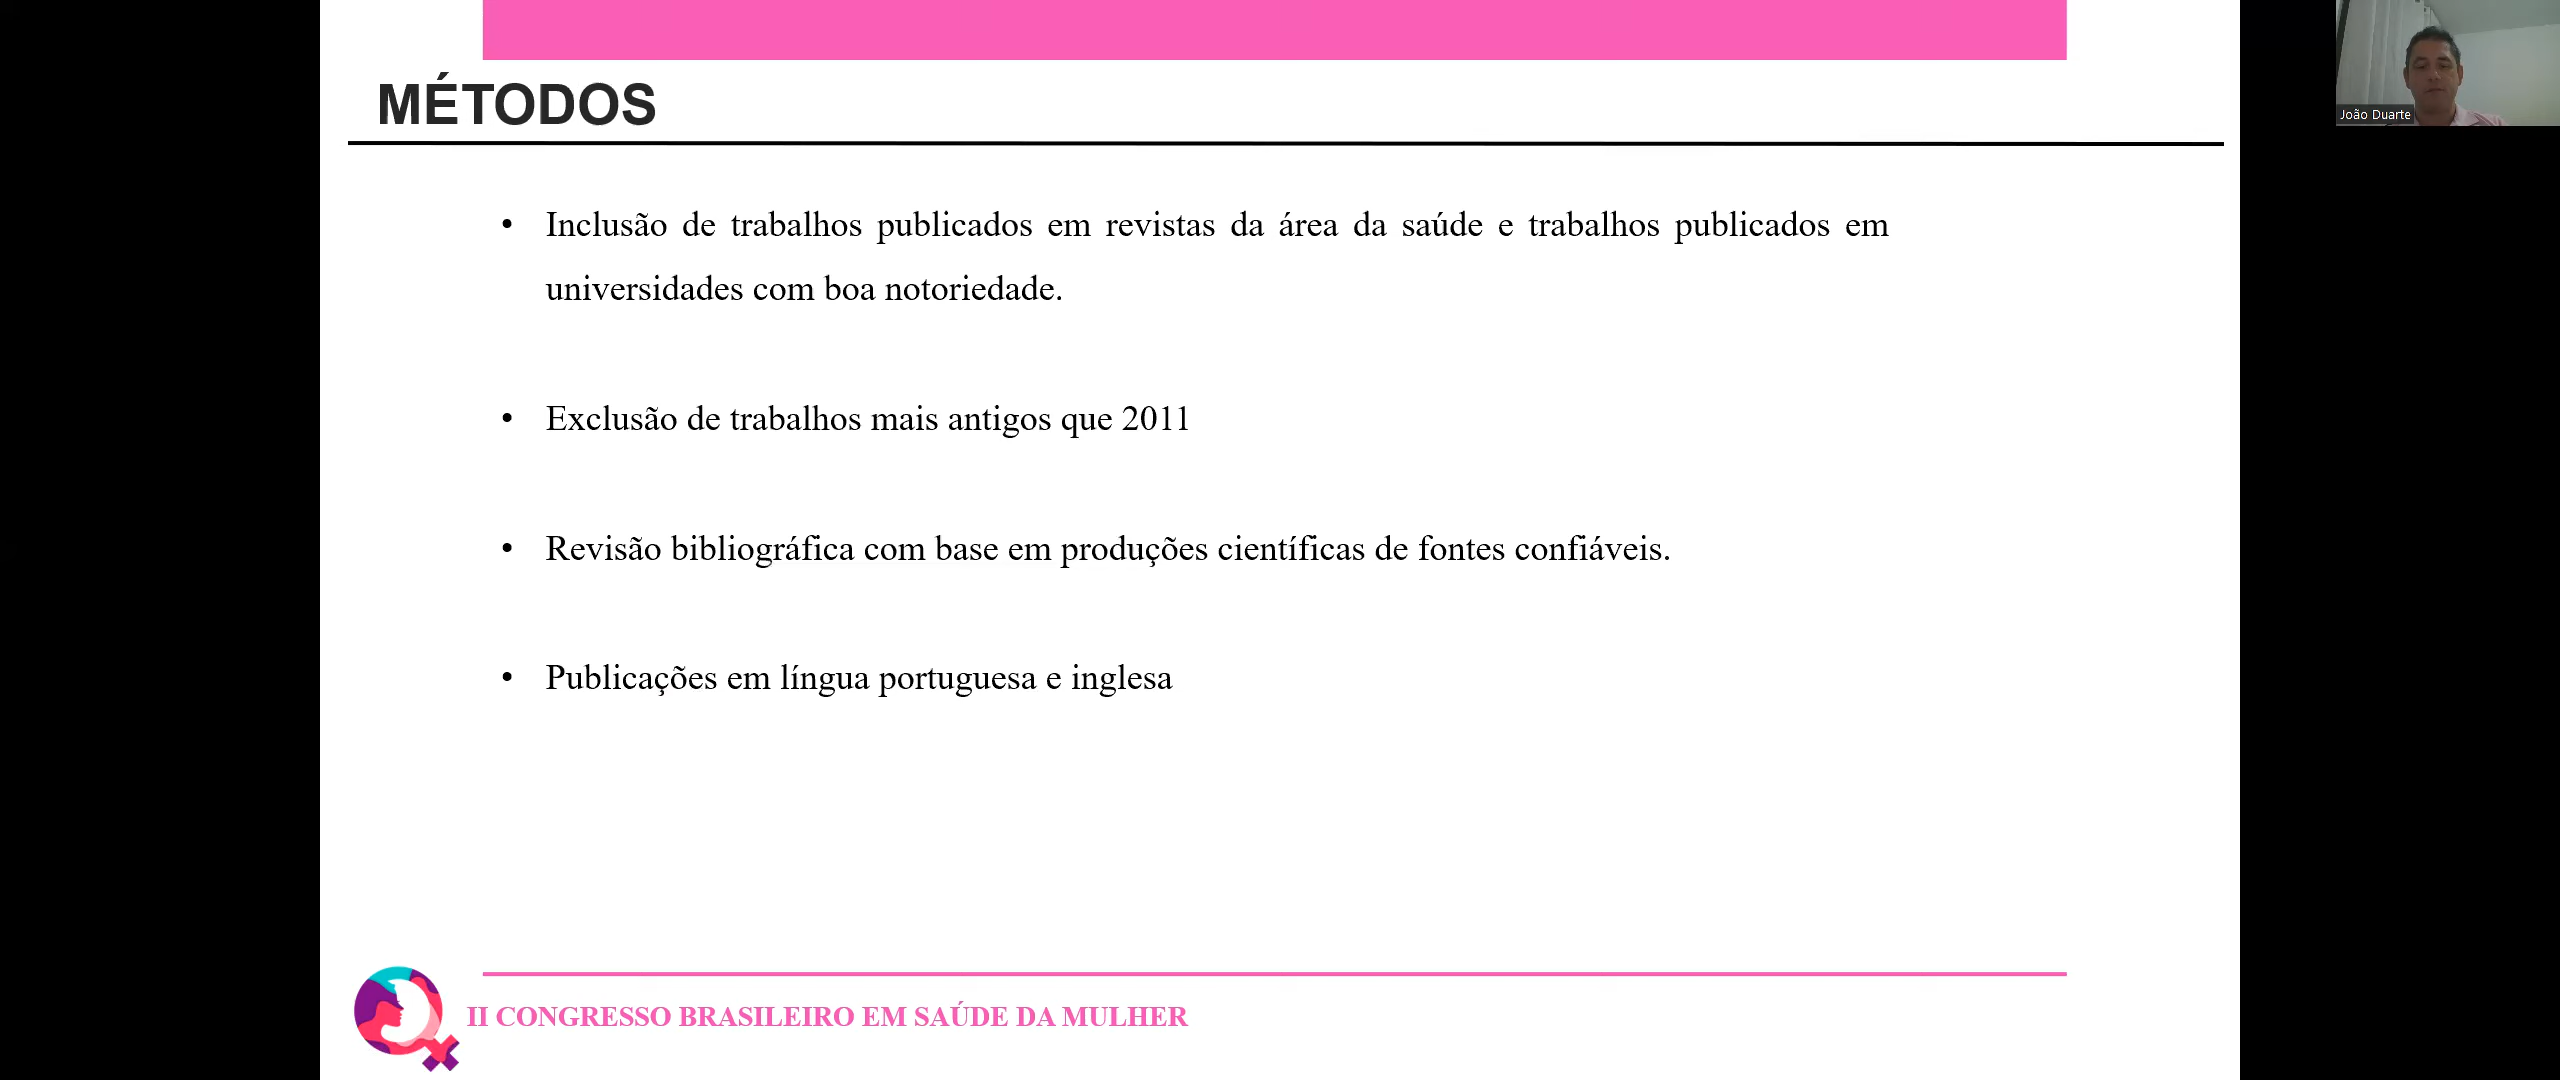 MÉTODOS
João Duarte
• Inclusão de trabalhos publicados em revistas da área da saúde e trabalhos publicados em
universidades com boa notoriedade.
• Exclusão de trabalhos mais antigos que 2011
• Revisão bibliográfica com base em produções científicas de fontes confiáveis.
• Publicações em língua portuguesa e inglesa
II CONGRESSO BRASILEIRO EM SAÚDE DA MULHER